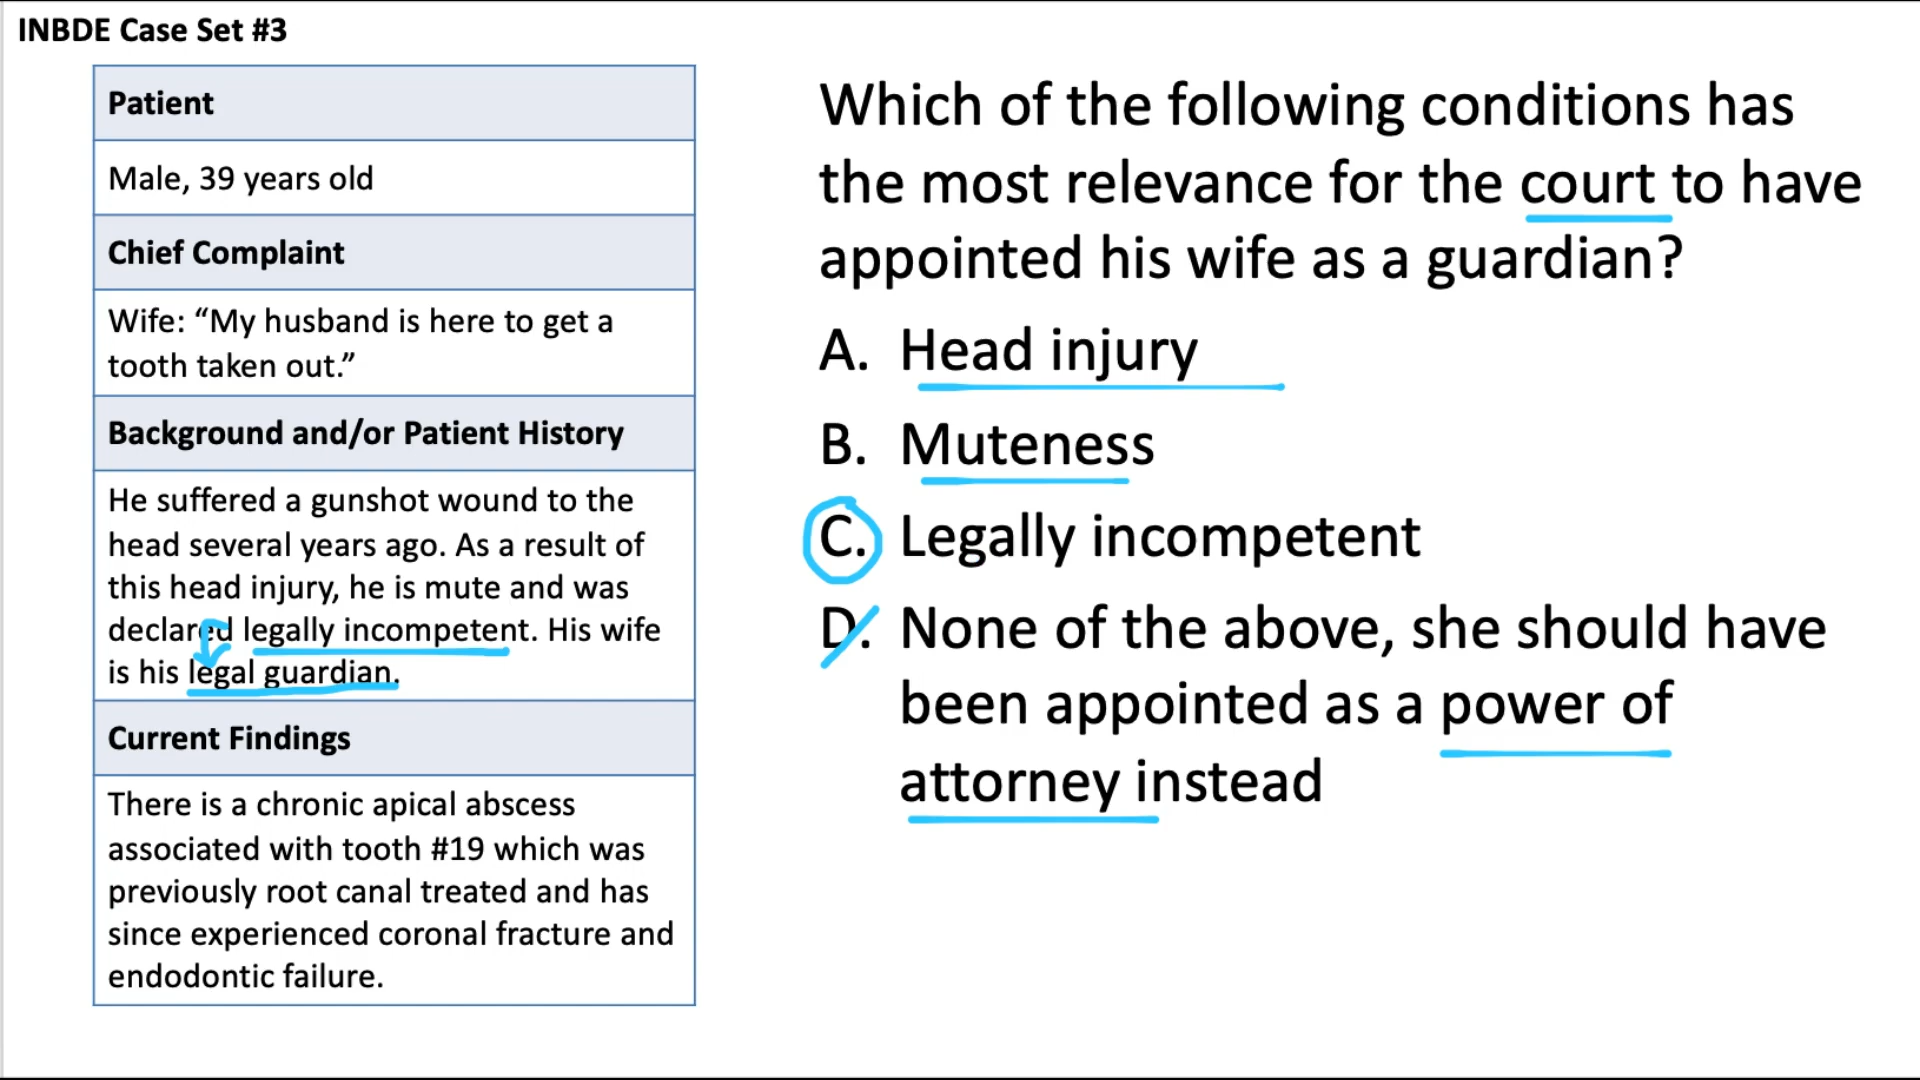 INBDE Case Set #3
Patient
Male, 39 years old
Chief Complaint
Wife: “My husband is here to get a
tooth taken out.”
Background and/or Patient History
He suffered a gunshot wound to the
head several years ago. As a result of
this head injury, he is mute and was
declared legally incompetent. His wife
is his legal guardian.
Current Findings
There is a chronic apical abscess
associated with tooth #19 which was
previously root canal treated and has
since experienced coronal fracture and
endodontic failure.
Which of the following conditions has
the most relevance for the court to have
appointed his wife as a guardian?
A. Head injury
B. Muteness
C. Legally incompetent
D. None of the above, she should have
been appointed as a power of
attorney instead